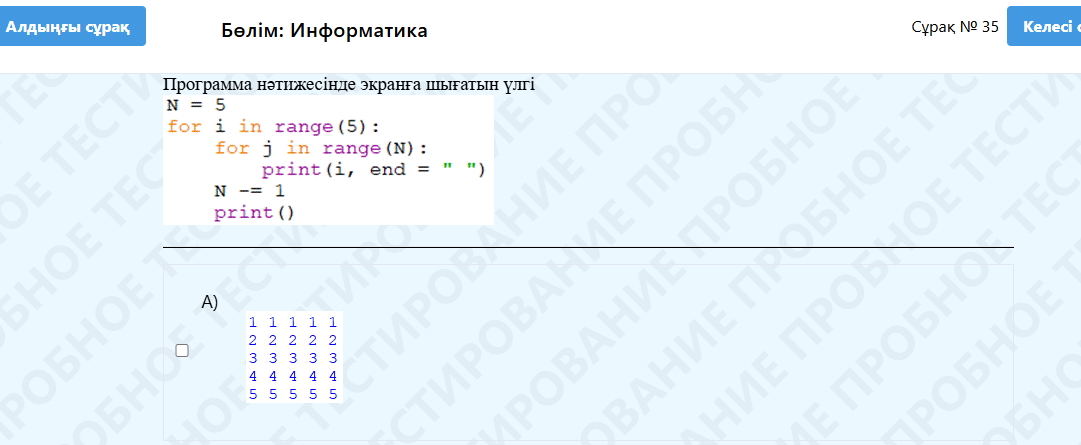 Алдыңғы сұрақ
Бөлім: Информатика
Сұрақ № 35
Келесі с
Программа нәтижесінде экранға шығатын үлгі
N = 5
for i in range(5):
    for j in range(N):
        print(i, end = " ")
    N -= 1
    print()
A)
1 1 1 1 1
2 2 2 2 2
3 3 3 3 3
4 4 4 4 4
5 5 5 5 5
ПРОБНОЕ ТЕСТИРОВАНИЕ